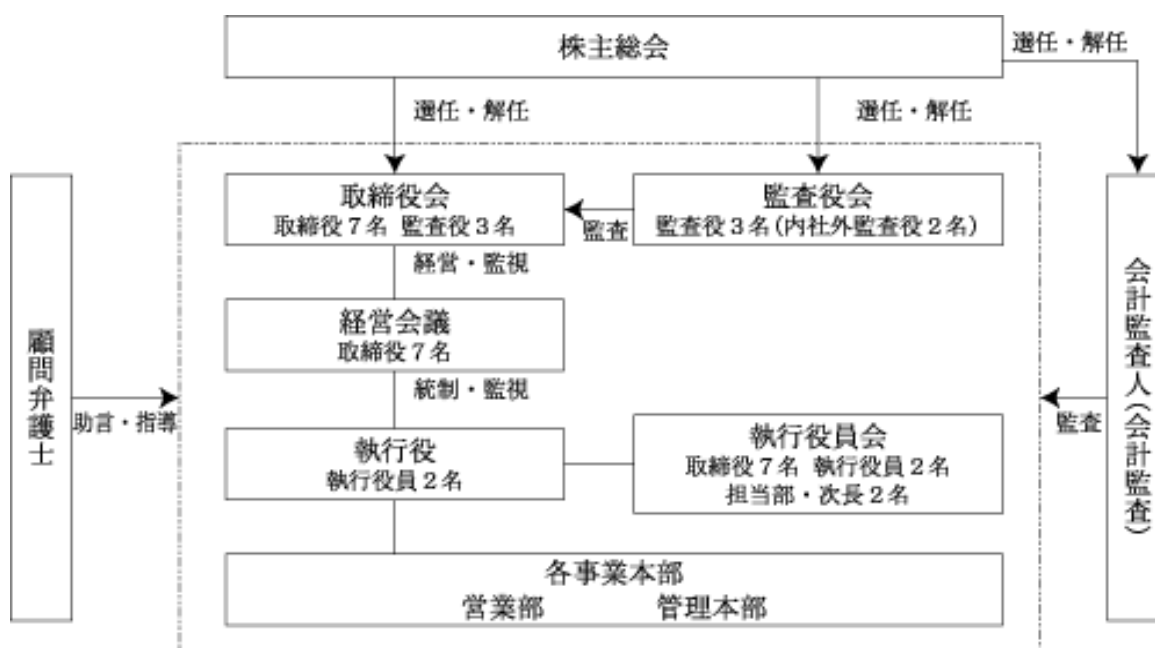 株主総会
選任・解任
選任・解任
選任・解任
取締役会
取締役7名 監査役3名
監査
監査役会
監査役3名(内社外監査役2名)
経営・監視
経営会議
取締役7名
統制・監視
顧問弁護士
助言・指導
執行役
執行役員2名
執行役員会
取締役7名 執行役員2名
担当部・次長2名
監査
会計監査人(会計監査)
各事業本部
営業部 管理本部